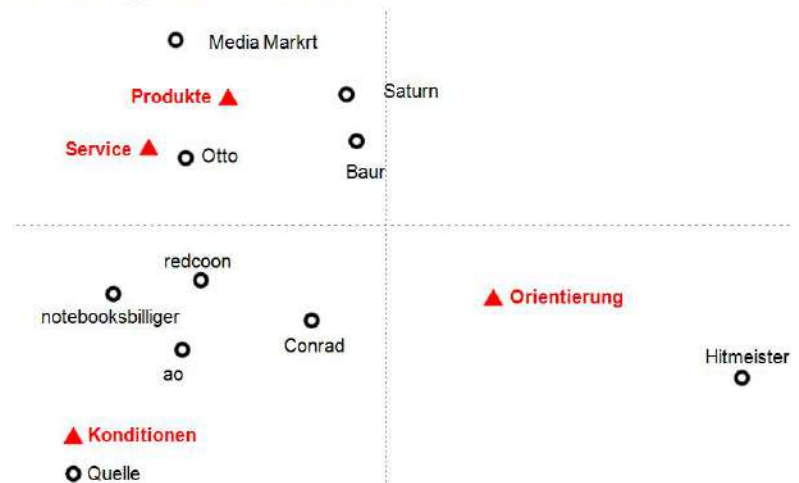 Media Markrt
Produkte
Saturn
Service
Otto
Baur
redcoon
notebooksbilliger
Orientierung
Conrad
Hitmeister
ao
Konditionen
Quelle